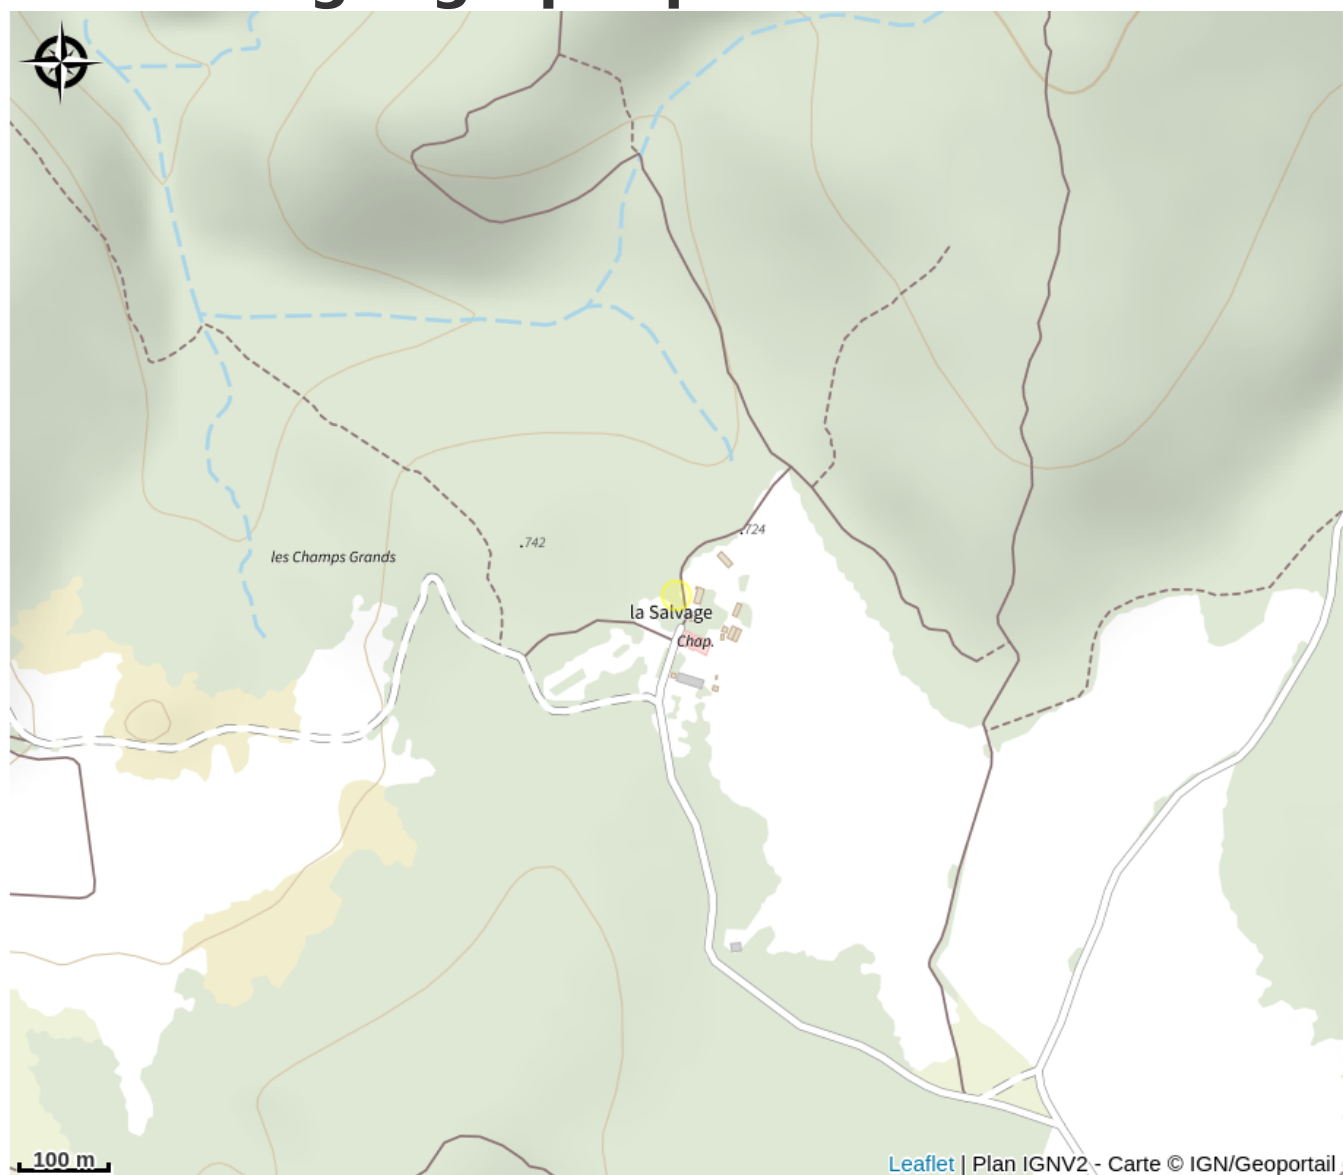 les Champs Grands
.742
.724
la Salvage
Chap.
100 m
Leaflet | Plan IGNV2 - Carte © IGN/Geoportail